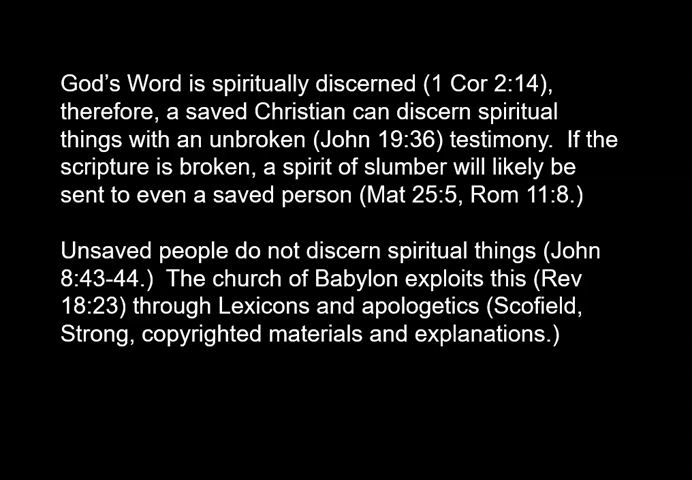 God’s Word is spiritually discerned (1 Cor 2:14),
therefore, a saved Christian can discern spiritual
things with an unbroken (John 19:36) testimony.  If the
scripture is broken, a spirit of slumber will likely be
sent to even a saved person (Mat 25:5, Rom 11:8.)
Unsaved people do not discern spiritual things (John
8:43-44.)  The church of Babylon exploits this (Rev
18:23) through Lexicons and apologetics (Scofield,
Strong, copyrighted materials and explanations.)